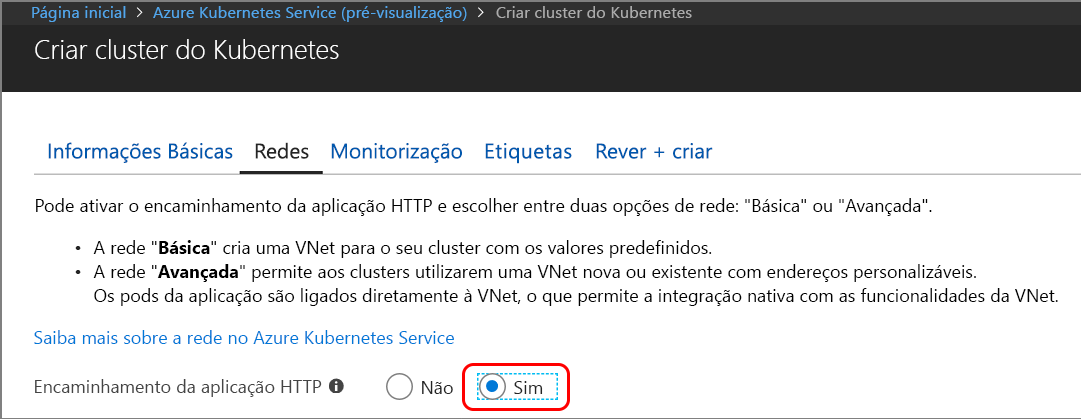 Página inicial > Azure Kubernetes Service (pré-visualização) > Criar cluster do Kubernetes
Criar cluster do Kubernetes
Informações Básicas Redes Monitorização Etiquetas Rever + criar
Pode ativar o encaminhamento da aplicação HTTP e escolher entre duas opções de rede: "Básica" ou "Avançada".
• A rede "Básica" cria uma VNet para o seu cluster com os valores predefinidos.
• A rede "Avançada" permite aos clusters utilizarem uma VNet nova ou existente com endereços personalizáveis.
Os pods da aplicação são ligados diretamente à VNet, o que permite a integração nativa com as funcionalidades da VNet.
Saiba mais sobre a rede no Azure Kubernetes Service
Encaminhamento da aplicação HTTP Não Sim